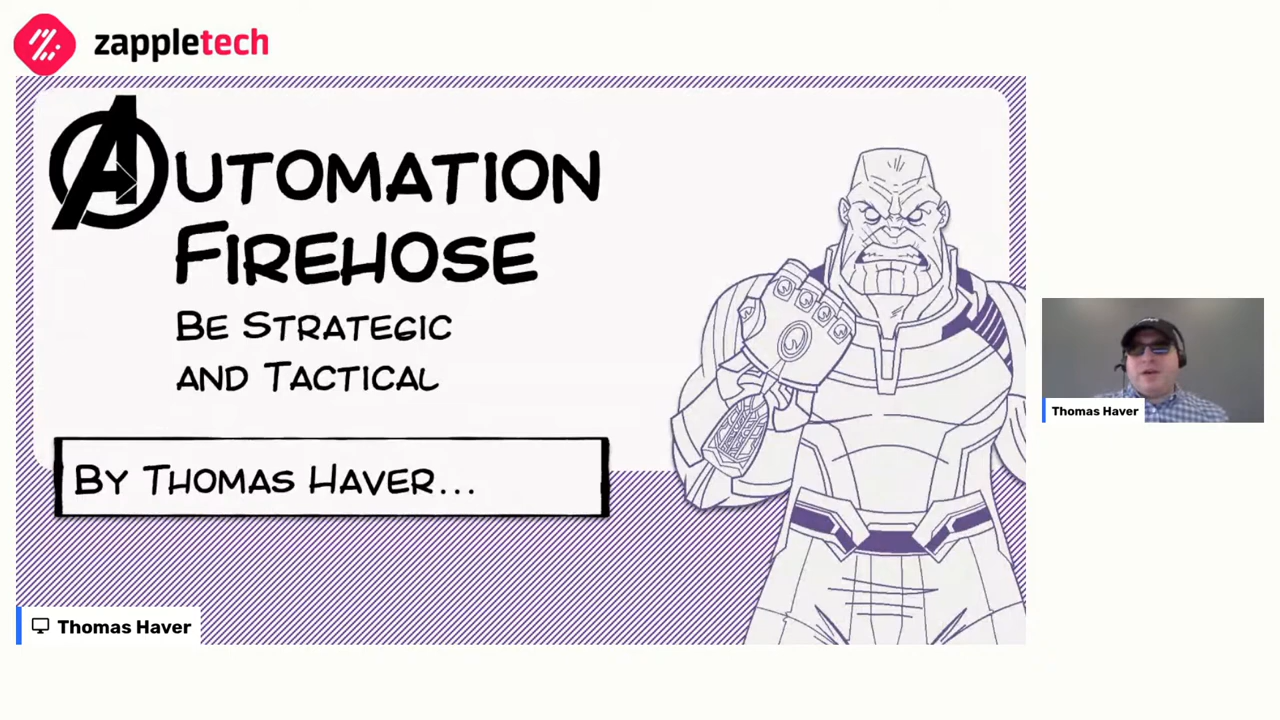 zappletech
AUTOMATION
FIREHOSE
BE STRATEGIC
AND TACTICAL
BY THOMAS HAVER...
Thomas Haver
Thomas Haver